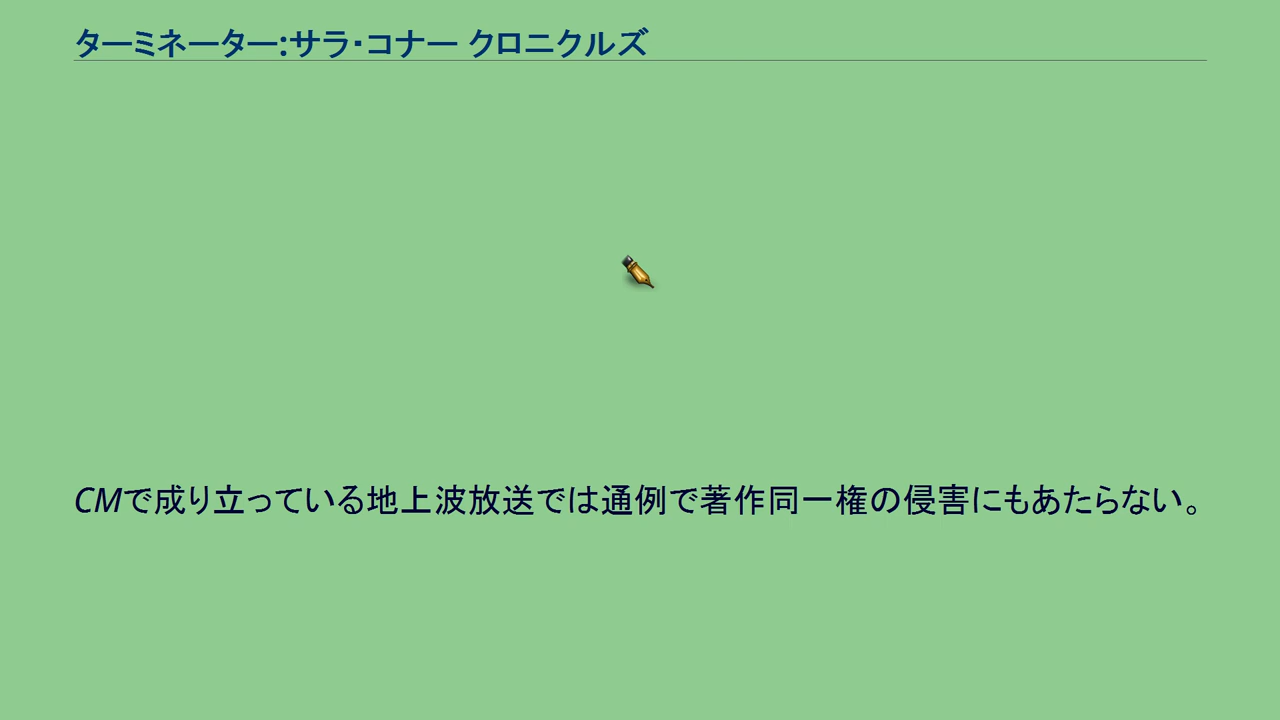 ターミネーター:サラ・コナー クロニクルズ
CMで成り立っている地上波放送では通例で著作同一権の侵害にもあたらない。